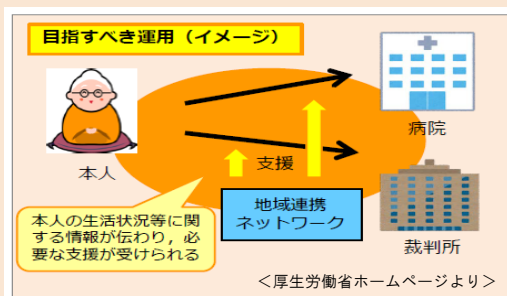 目指すべき運用（イメージ）
本人
病院
支援
地域連携
ネットワーク
裁判所
本人の生活状況等に関
する情報が伝わり，必
要な支援が受けられる
＜厚生労働省ホームページより＞